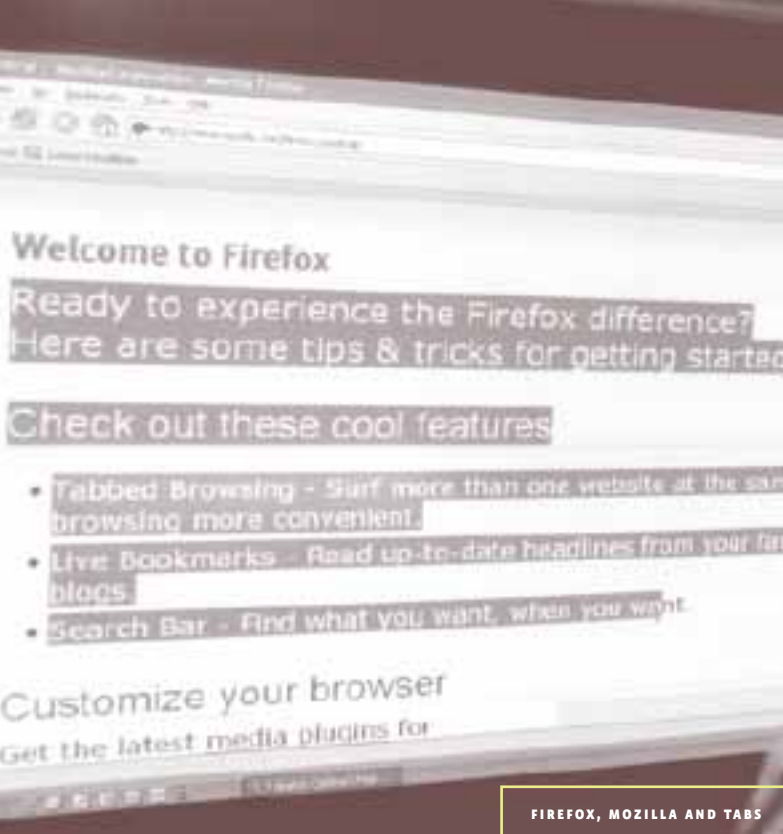 Welcome to Firefox
Ready to experience the Firefox difference?
Here are some tips & tricks for getting started
Check out these cool features
Tabbed Browsing - Surf more than one website at the
browsing more convenient.
Live Bookmarks - Read up-to-date headlines from your
blogs.
Search Bar - Find what you want, when you want.
Customize your browser
Get the latest media plugins for
FIREFOX, MOZILLA AND TABS